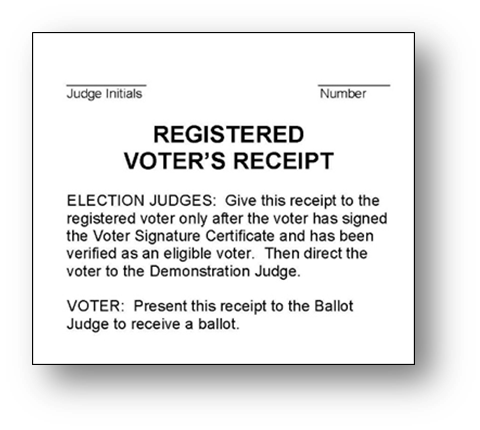 Judge Initials Number
REGISTERED
VOTER'S RECEIPT
ELECTION JUDGES:  Give this receipt to the
registered voter only after the voter has signed
the Voter Signature Certificate and has been
verified as an eligible voter.  Then direct the
voter to the Demonstration Judge.
VOTER:  Present this receipt to the Ballot
Judge to receive a ballot.